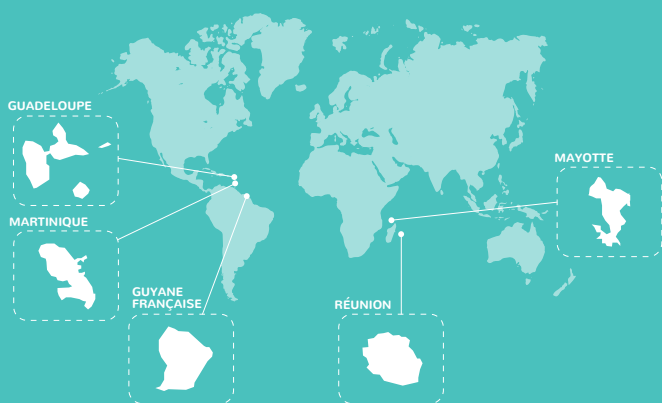 GUADELOUPE
MARTINIQUE
GUYANE
FRANÇAISE
RÉUNION
MAYOTTE